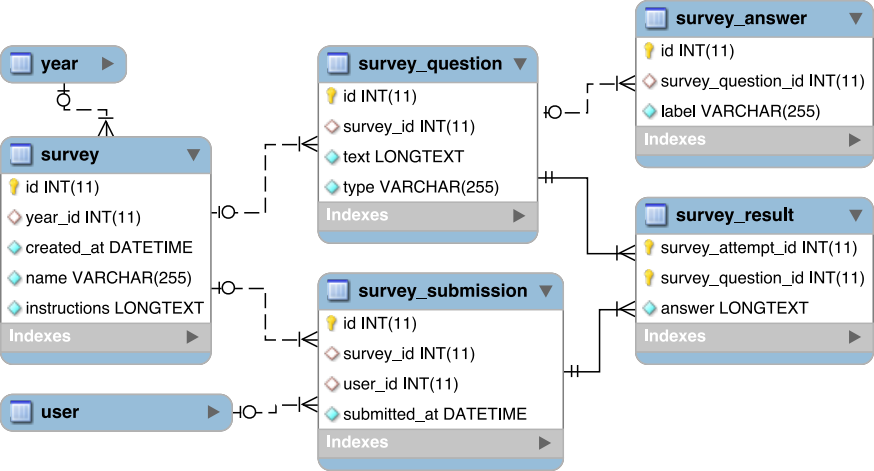 year
survey
id INT(11)
year_id INT(11)
created_at DATETIME
name VARCHAR(255)
instructions LONGTEXT
Indexes
user
survey_question
id INT(11)
survey_id INT(11)
text LONGTEXT
type VARCHAR(255)
Indexes
survey_submission
id INT(11)
survey_id INT(11)
user_id INT(11)
submitted_at DATETIME
Indexes
survey_answer
id INT(11)
survey_question_id INT(11)
label VARCHAR(255)
Indexes
survey_result
survey_attempt_id INT(11)
survey_question_id INT(11)
answer LONGTEXT
Indexes